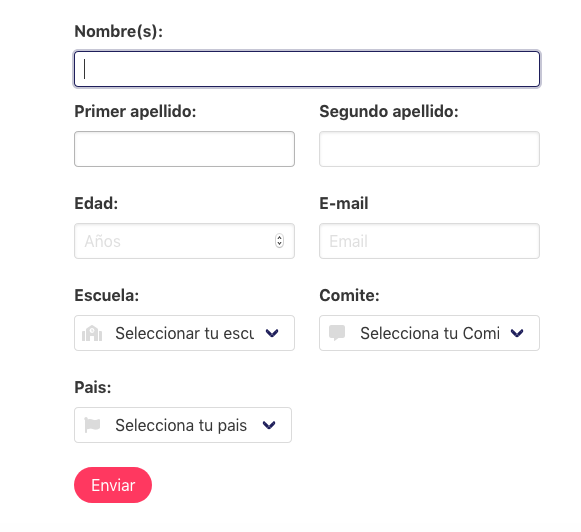 Nombre(s):
Primer apellido: Segundo apellido:
Edad: E-mail
Años Email
Escuela: Comite:
Seleccionar tu escu Selecciona tu Comi
Pais:
Selecciona tu pais
Enviar